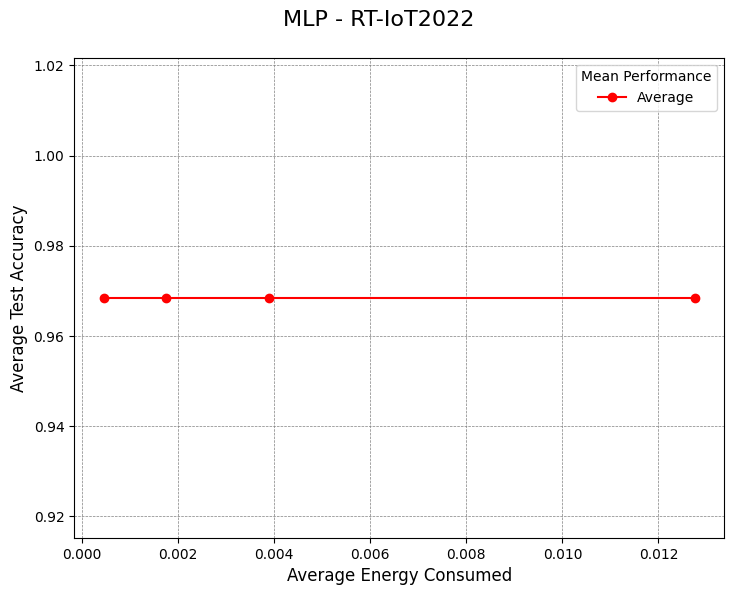 MLP - RT-IoT2022
Mean Performance
Average
1.02
1.00
0.98
0.96
0.94
0.92
Average Test Accuracy
0.000
0.002
0.004
0.006
0.008
0.010
0.012
Average Energy Consumed